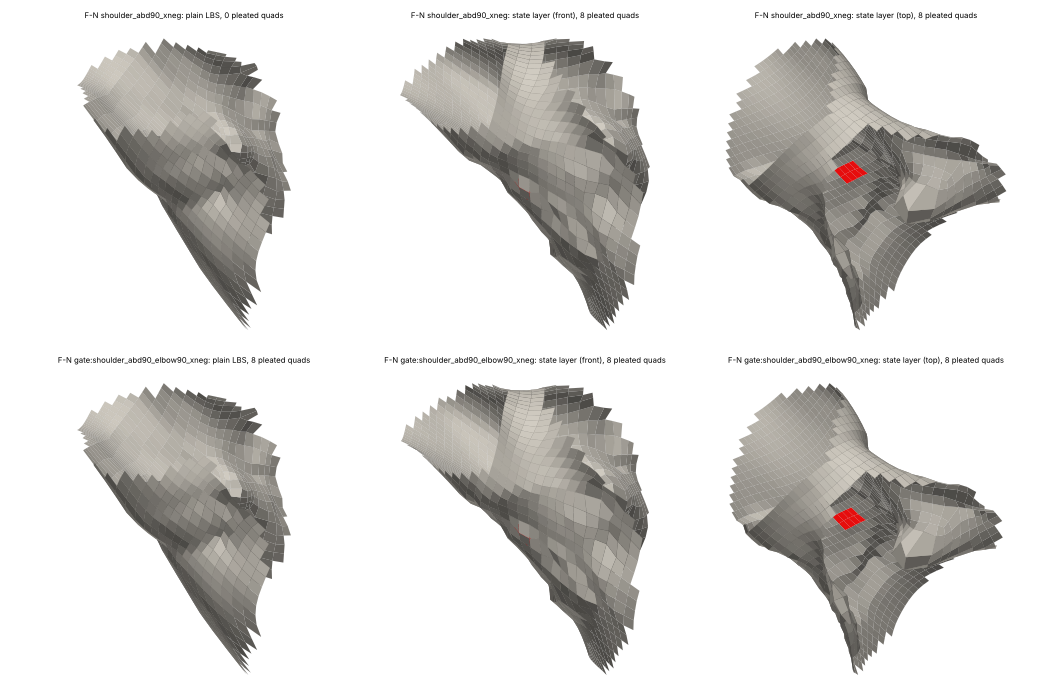 F-N shoulder_abd90_xneg: plain LBS, 0 pleated quads
F-N shoulder_abd90_xneg: state layer (front), 8 pleated quads
F-N shoulder_abd90_xneg: state layer (top), 8 pleated quads
F-N gate:shoulder_abd90_elbow90_xneg: plain LBS, 8 pleated quads
F-N gate:shoulder_abd90_elbow90_xneg: state layer (front), 8 pleated quads
F-N gate:shoulder_abd90_elbow90_xneg: state layer (top), 8 pleated quads